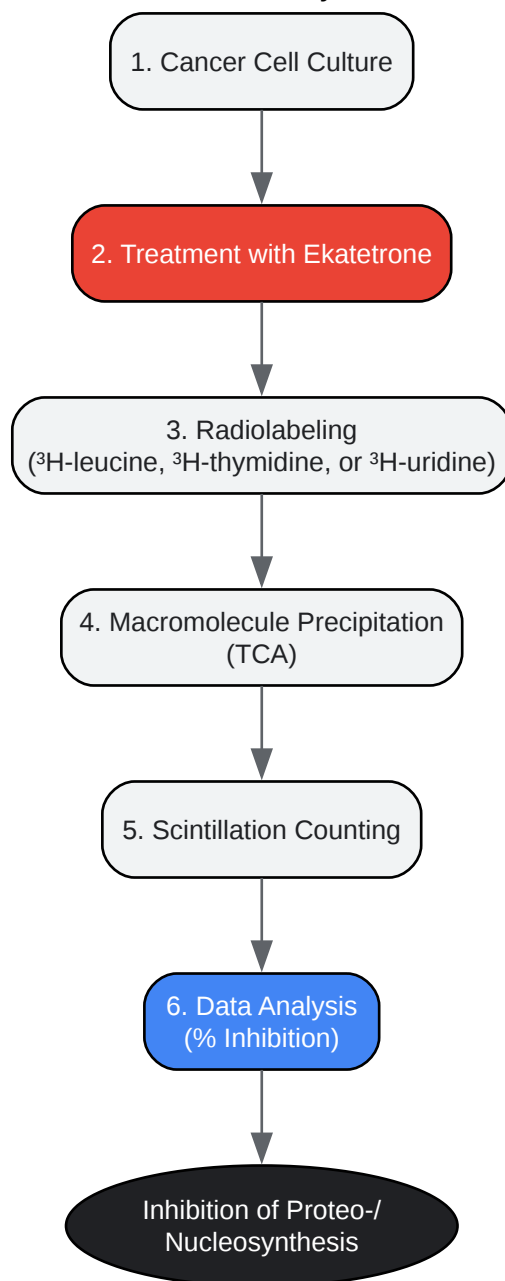 1. Cancer Cell Culture
2. Treatment with Ekatetrone
3. Radiolabeling
(³H-leucine, ³H-thymidine, or ³H-uridine)
4. Macromolecule Precipitation
(TCA)
5. Scintillation Counting
6. Data Analysis
(% Inhibition)
Inhibition of Proteo-/
Nucleosynthesis